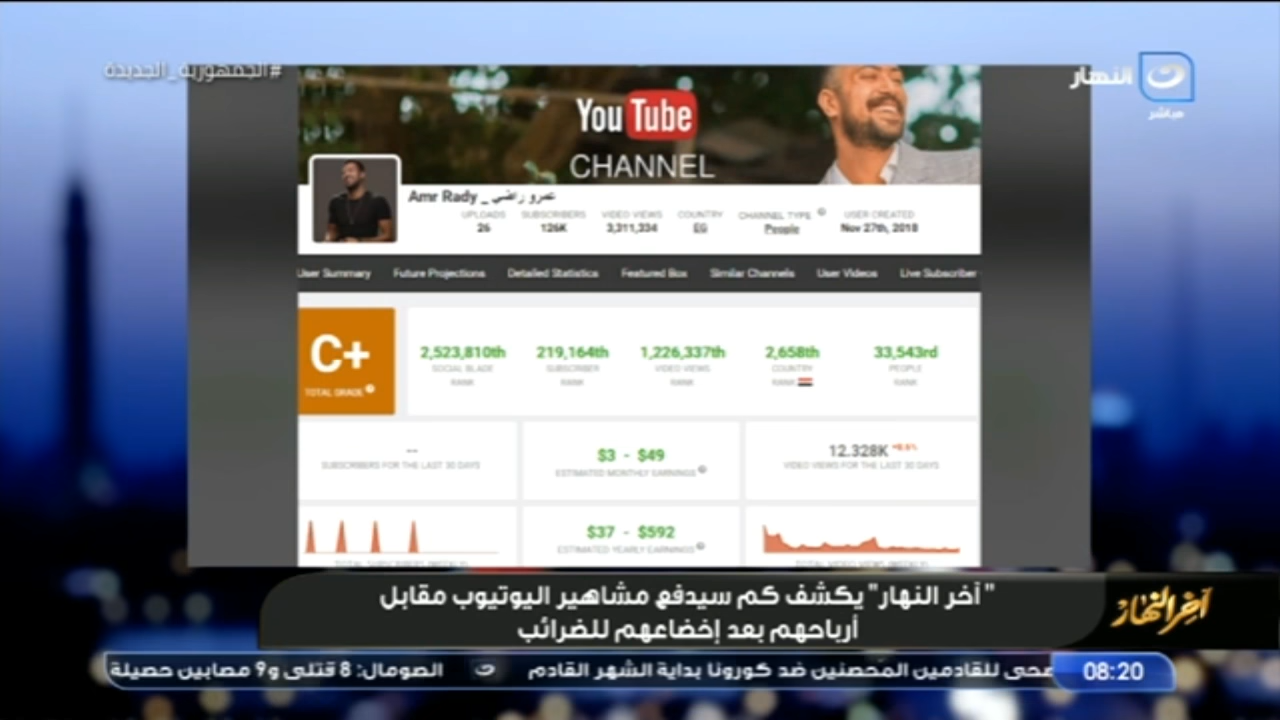 #الجمهورية_الجديدة
النهار
مباشر
You Tube
CHANNEL
Amr Rady _ عمرو راضي
UPLOADS SUBSCRIBERS VIDEO VIEWS COUNTRY CHANNEL TYPE USER CREATED
26 126K 3,311,334 EG People Nov 27th, 2018
User Summary Future Projections Detailed Statistics Featured Box Similar Channels User Videos Live Subscriber
C+
TOTAL GRADE
2,523,810th 219,164th 1,226,337th 2,658th 33,543rd
SOCIAL BLADE SUBSCRIBER VIDEO VIEWS COUNTRY PEOPLE
RANK RANK RANK RANK RANK
-- $3 - $49 12.328K
SUBSCRIBERS FOR THE LAST 30 DAYS ESTIMATED MONTHLY EARNINGS VIDEO VIEWS FOR THE LAST 30 DAYS
$37 - $592
ESTIMATED YEARLY EARNINGS
"آخر النهار" يكشف كم سيدفع مشاهير اليوتيوب مقابل
أرباحهم بعد إخضاعهم للضرائب
آخر النهار
08:20 صحى للقادمين المحصنين ضد كورونا بداية الشهر القادم الصومال: 8 قتلى و9 مصابين حصيلة